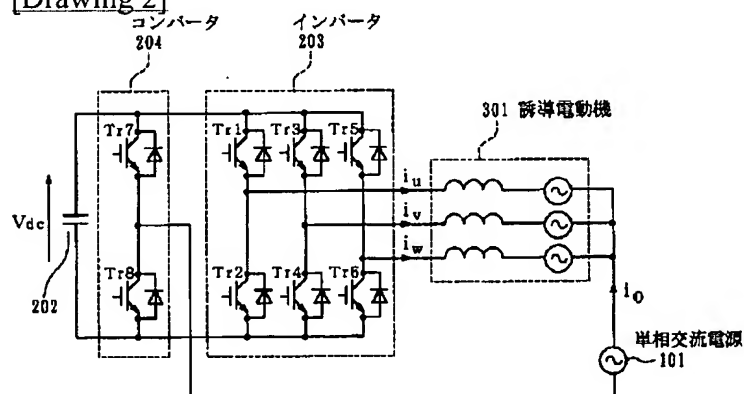 [Drawing 2]
コンバータ
204
インバータ
203
301 誘導電動機
Tr7
Tr1
Tr3
Tr5
iu
iv
iw
Vdc
202
Tr8
Tr2
Tr4
Tr6
i0
単相交流電源
101